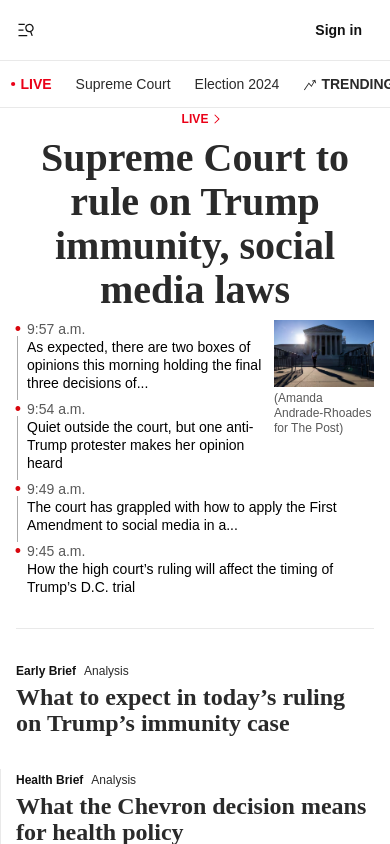 Sign in
• LIVE Supreme Court Election 2024 TRENDING
LIVE
Supreme Court to
rule on Trump
immunity, social
media laws
9:57 a.m.
As expected, there are two boxes of
opinions this morning holding the final
three decisions of...
(Amanda
Andrade-Rhoades
for The Post)
9:54 a.m.
Quiet outside the court, but one anti-
Trump protester makes her opinion
heard
9:49 a.m.
The court has grappled with how to apply the First
Amendment to social media in a...
9:45 a.m.
How the high court’s ruling will affect the timing of
Trump’s D.C. trial
Early Brief Analysis
What to expect in today’s ruling
on Trump’s immunity case
Health Brief Analysis
What the Chevron decision means
for health policy